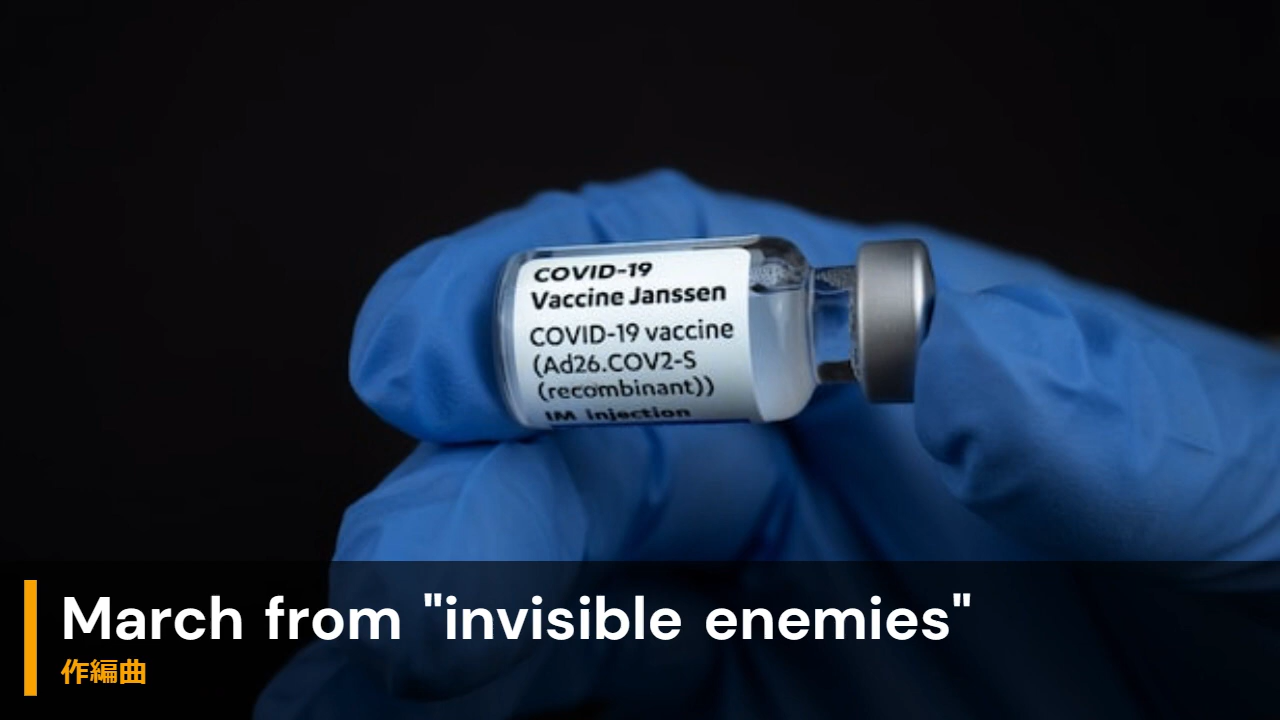 COVID-19
Vaccine Janssen
COVID-19 vaccine
(Ad26.COV2-S
(recombinant))
IM injection
March from "invisible enemies"
作編曲